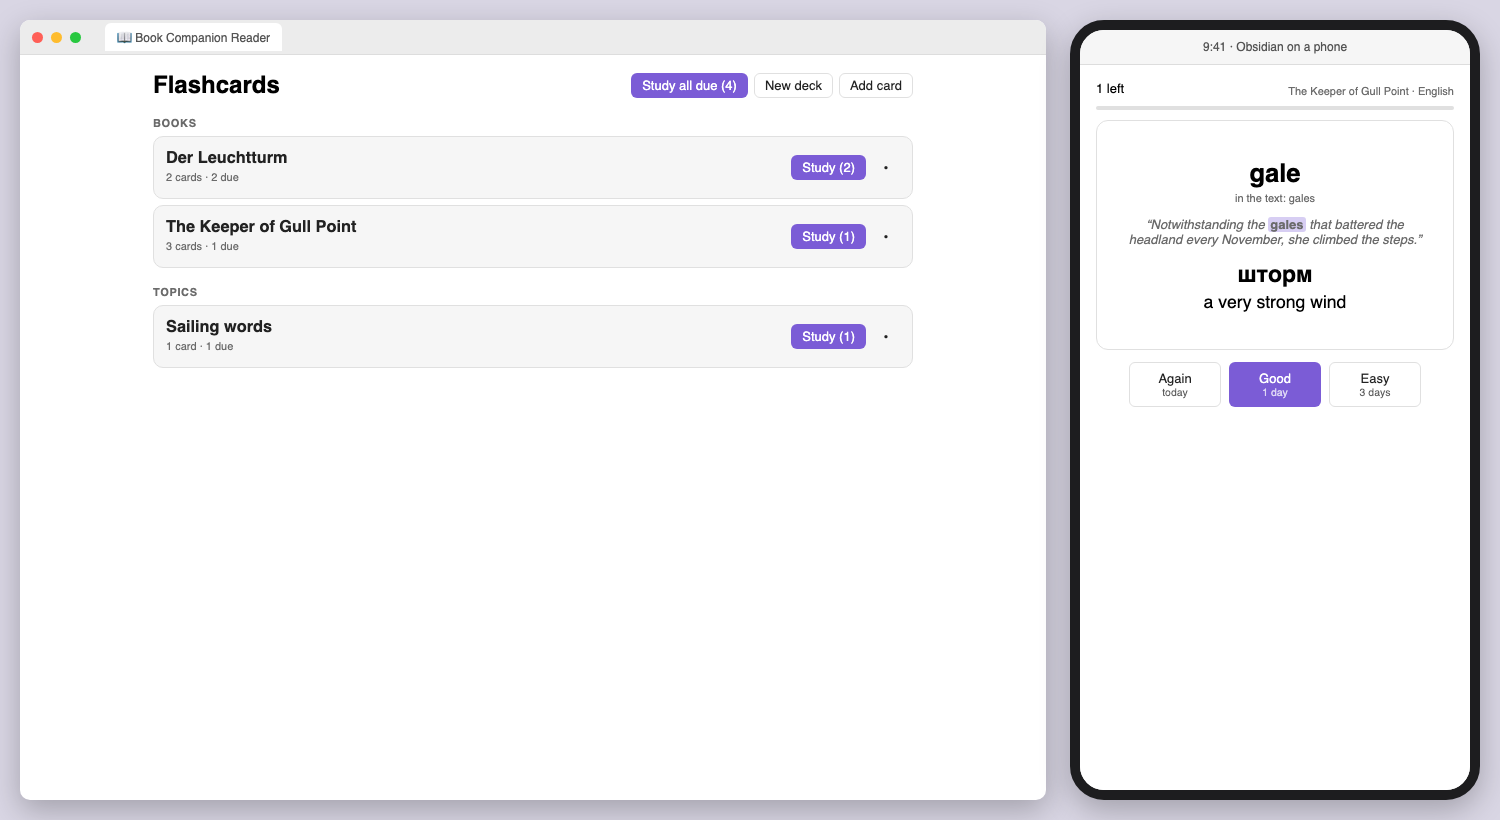 Book Companion Reader
Flashcards
Study all due (4)
New deck
Add card
BOOKS
Der Leuchtturm
2 cards · 2 due
Study (2)
The Keeper of Gull Point
3 cards · 1 due
Study (1)
TOPICS
Sailing words
1 card · 1 due
Study (1)
9:41 · Obsidian on a phone
1 left
The Keeper of Gull Point · English
gale
in the text: gales
“Notwithstanding the gales that battered the
headland every November, she climbed the steps.”
шторм
a very strong wind
Again
today
Good
1 day
Easy
3 days